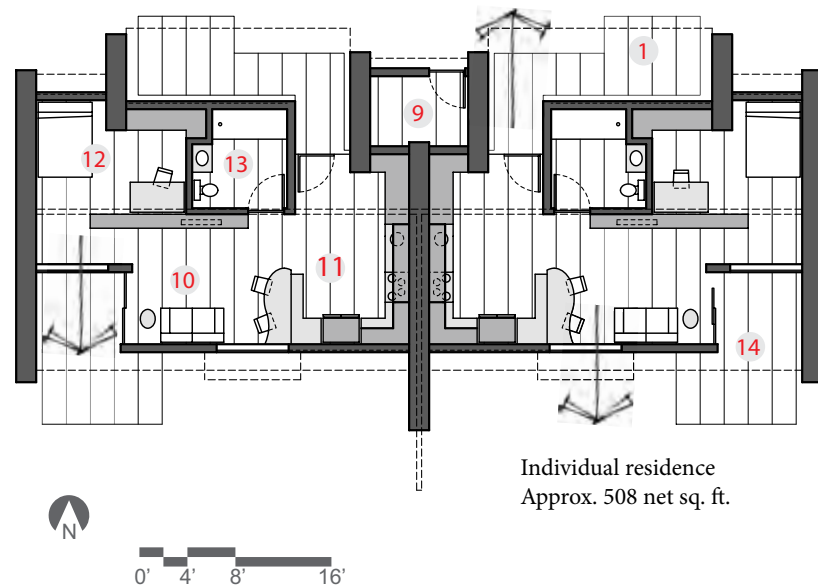 1
9
12
13
11
10
14
Individual residence
Approx. 508 net sq. ft.
N
0' 4' 8' 16'